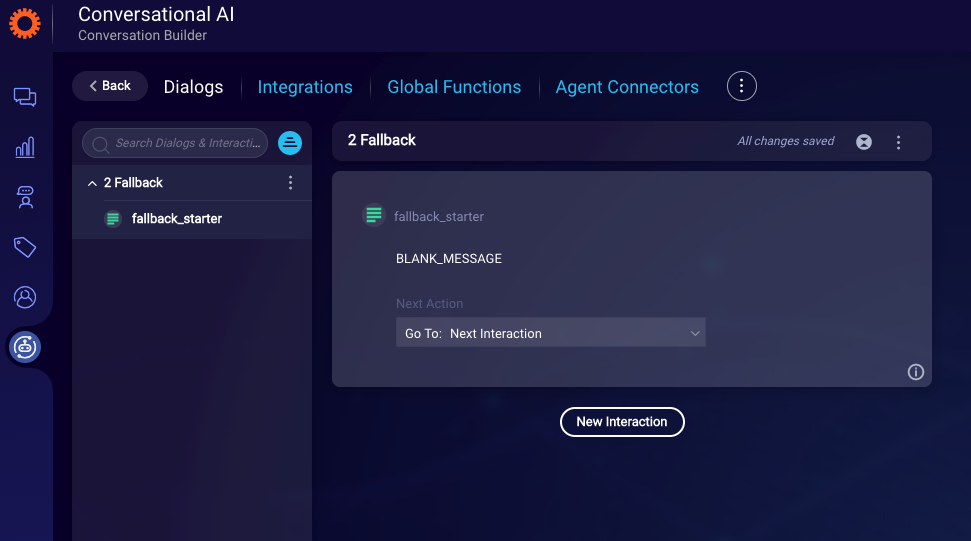 Conversational AI
Conversation Builder
Back
Dialogs
Integrations
Global Functions
Agent Connectors
Search Dialogs & Interacti...
2 Fallback
fallback_starter
2 Fallback
All changes saved
fallback_starter
BLANK_MESSAGE
Next Action
Go To: Next Interaction
New Interaction